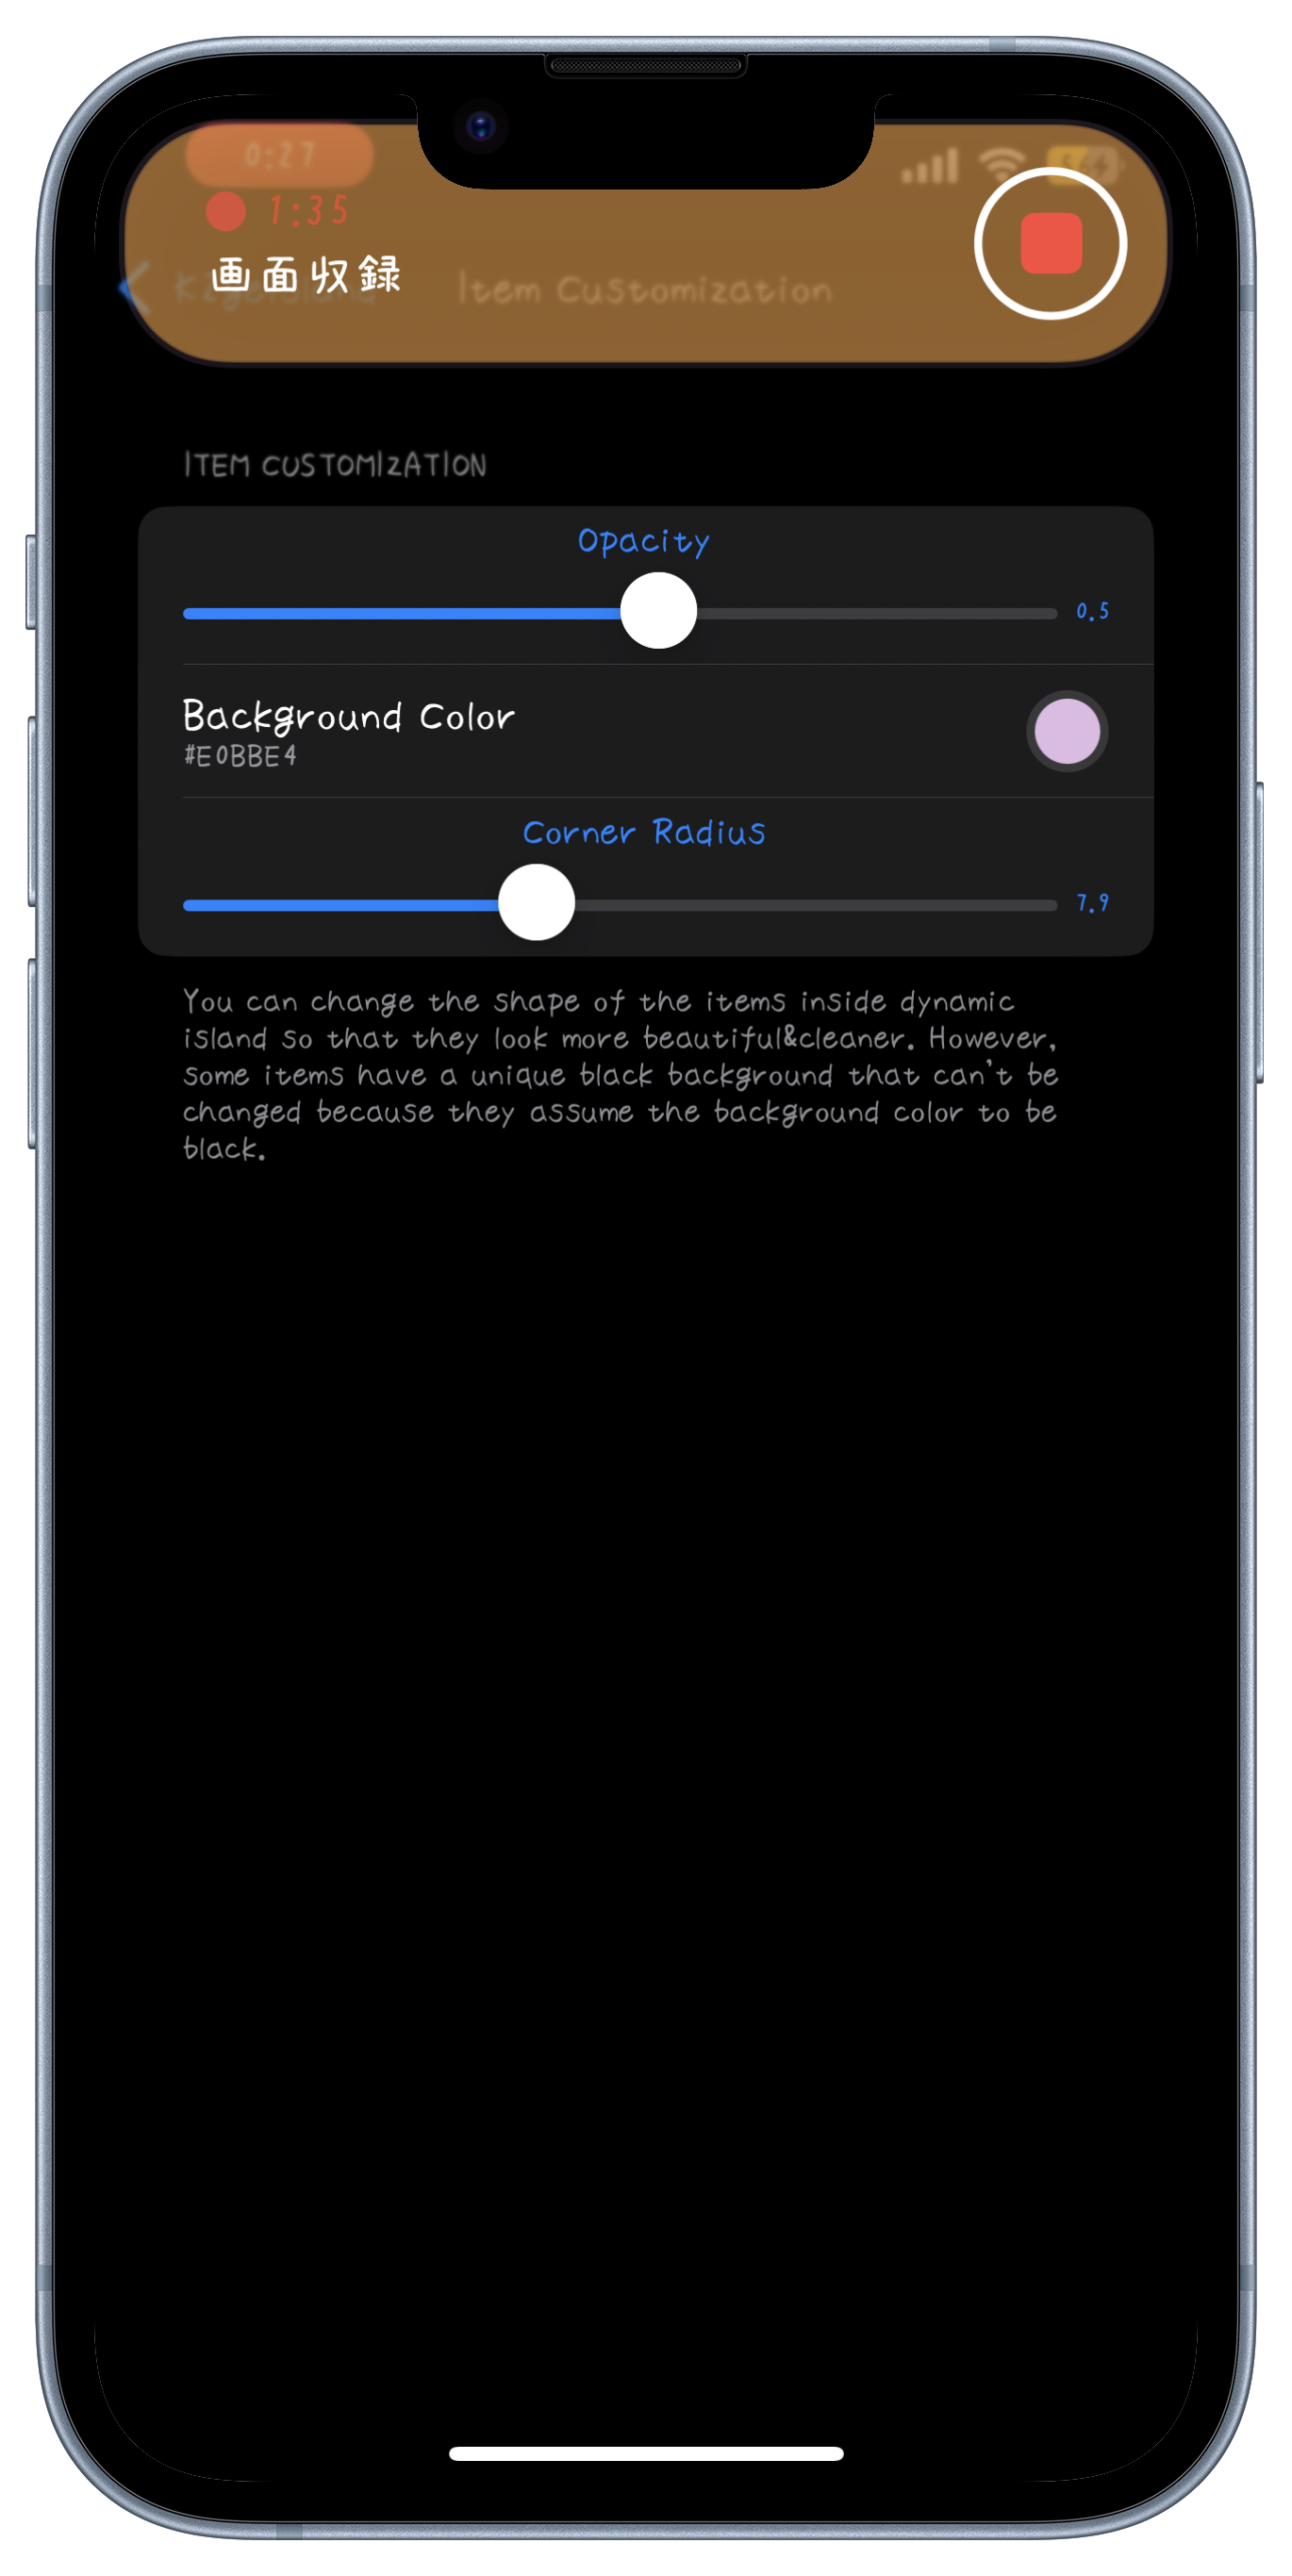 0:27
1:35
画面収録
Item Customization
ITEM CUSTOMIZATION
Opacity
0.5
Background Color
#E0BBE4
Corner Radius
7.9
You can change the shape of the items inside dynamic
island so that they look more beautiful&cleaner. However,
some items have a unique black background that can't be
changed because they assume the background color to be
black.